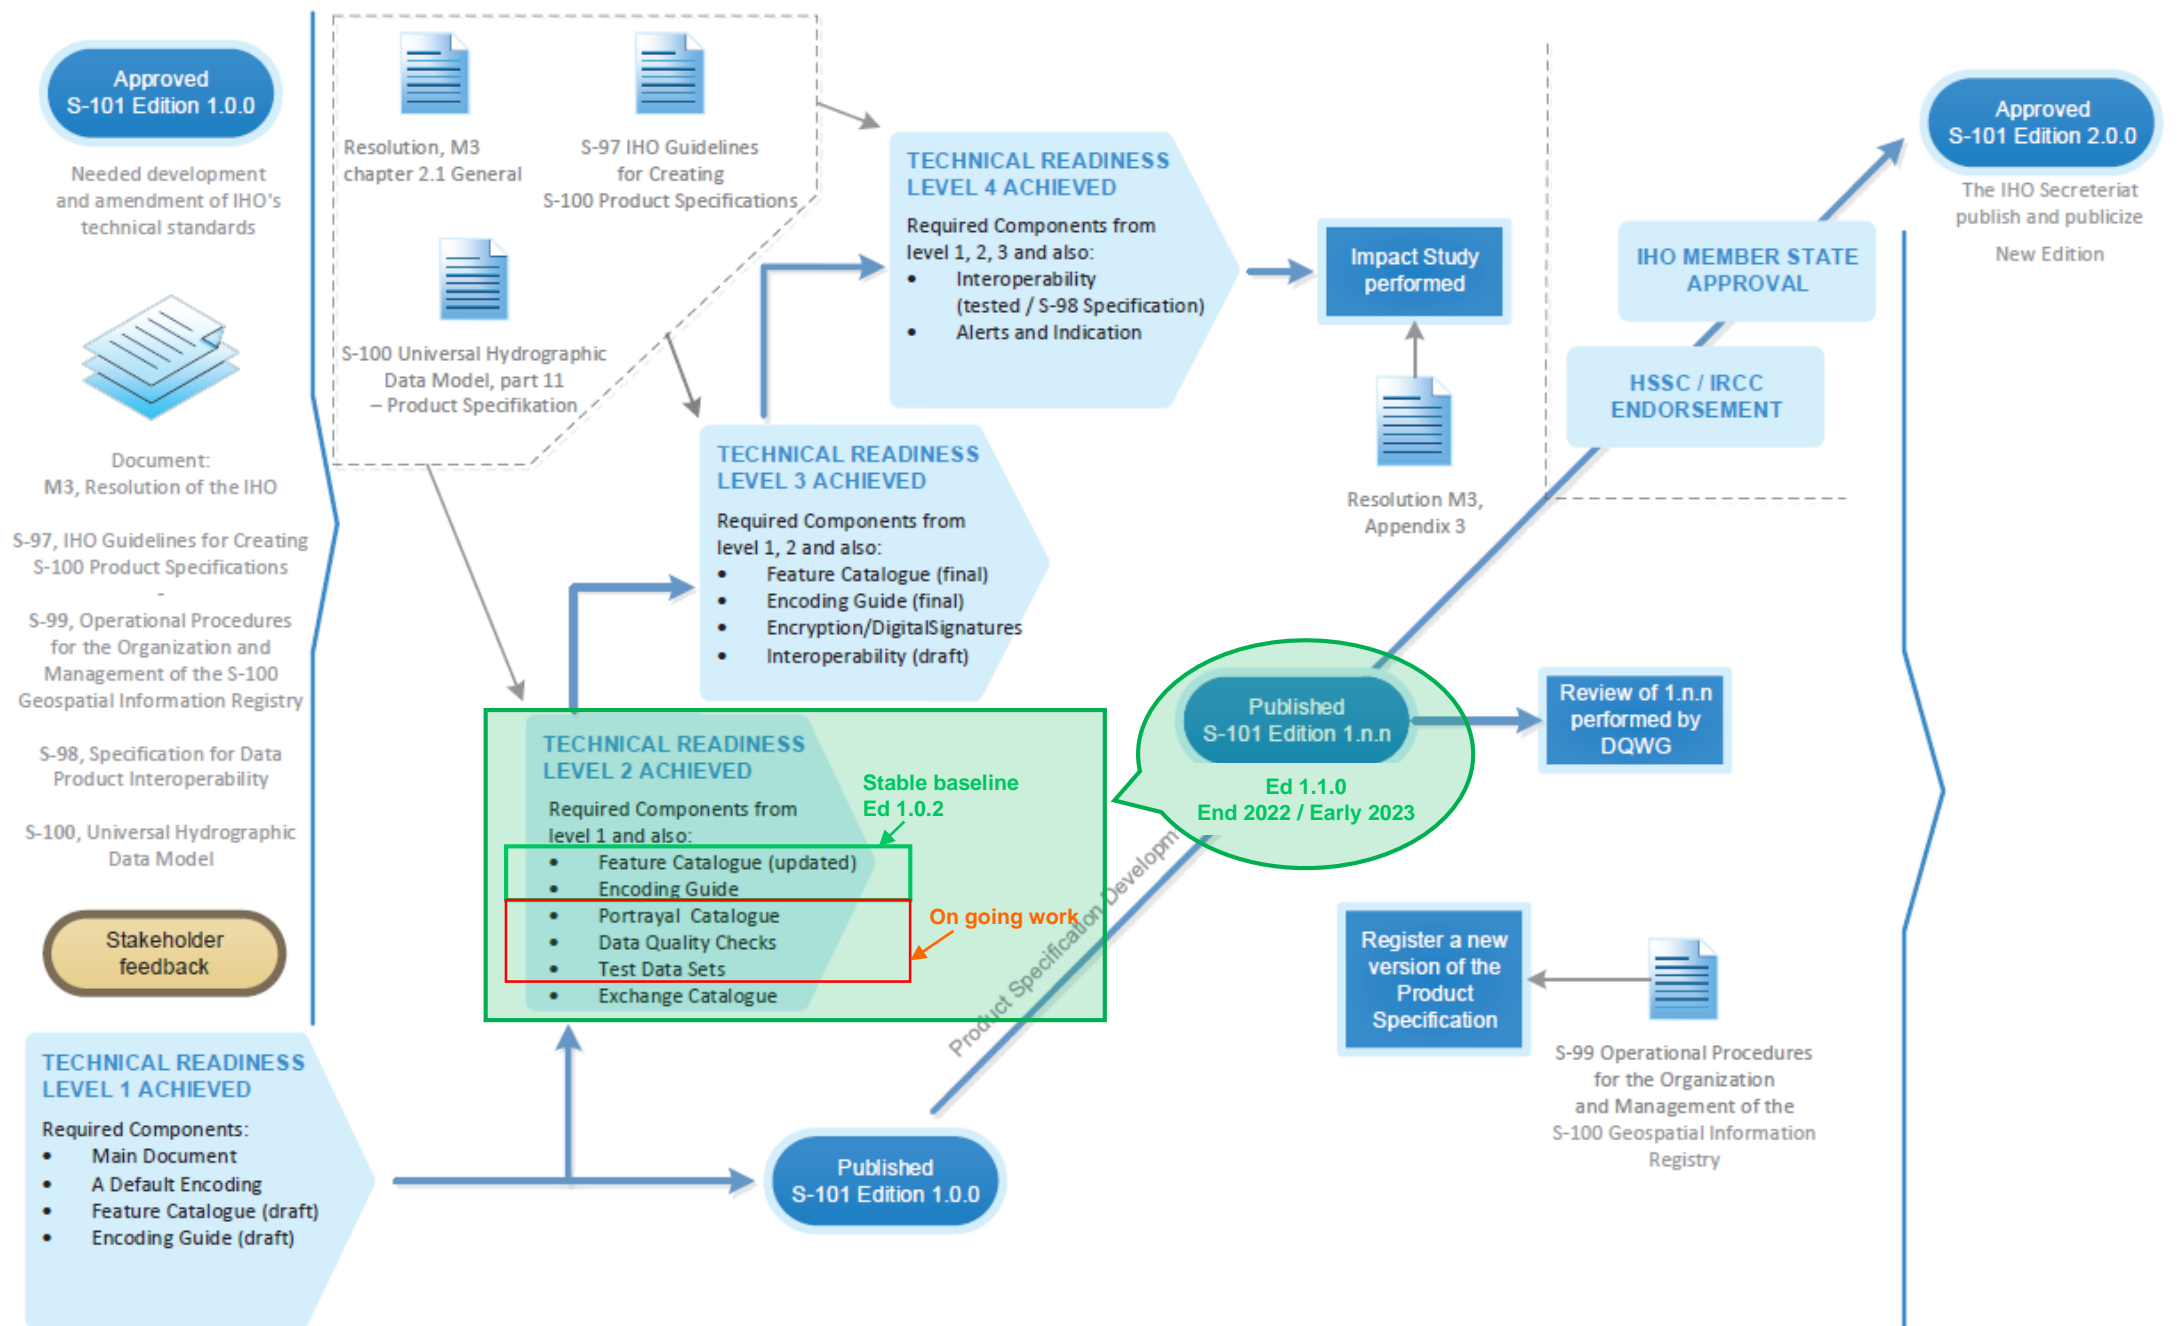 Approved
S-101 Edition 1.0.0
Needed development
and amendment of IHO's
technical standards
Document:
M3, Resolution of the IHO
S-97, IHO Guidelines for Creating
S-100 Product Specifications
-
S-99, Operational Procedures
for the Organization and
Management of the S-100
Geospatial Information Registry
S-98, Specification for Data
Product Interoperability
S-100, Universal Hydrographic
Data Model
Stakeholder
feedback
TECHNICAL READINESS
LEVEL 1 ACHIEVED
Required Components:
• Main Document
• A Default Encoding
• Feature Catalogue (draft)
• Encoding Guide (draft)
Resolution, M3
chapter 2.1 General
S-97 IHO Guidelines
for Creating
S-100 Product Specifications
S-100 Universal Hydrographic
Data Model, part 11
– Product Specifikation
TECHNICAL READINESS
LEVEL 4 ACHIEVED
Required Components from
level 1, 2, 3 and also:
• Interoperability
(tested / S-98 Specification)
• Alerts and Indication
TECHNICAL READINESS
LEVEL 3 ACHIEVED
Required Components from
level 1, 2 and also:
• Feature Catalogue (final)
• Encoding Guide (final)
• Encryption/DigitalSignatures
• Interoperability (draft)
TECHNICAL READINESS
LEVEL 2 ACHIEVED
Required Components from
level 1 and also:
• Feature Catalogue (updated)
• Encoding Guide
• Portrayal Catalogue
• Data Quality Checks
• Test Data Sets
• Exchange Catalogue
Stable baseline
Ed 1.0.2
On going work
Product Specification Developm
Published
S-101 Edition 1.0.0
Published
S-101 Edition 1.n.n
Ed 1.1.0
End 2022 / Early 2023
Impact Study
performed
Resolution M3,
Appendix 3
IHO MEMBER STATE
APPROVAL
HSSC / IRCC
ENDORSEMENT
Review of 1.n.n
performed by
DQWG
Register a new
version of the
Product
Specification
S-99 Operational Procedures
for the Organization
and Management of the
S-100 Geospatial Information
Registry
Approved
S-101 Edition 2.0.0
The IHO Secreteriat
publish and publicize
New Edition